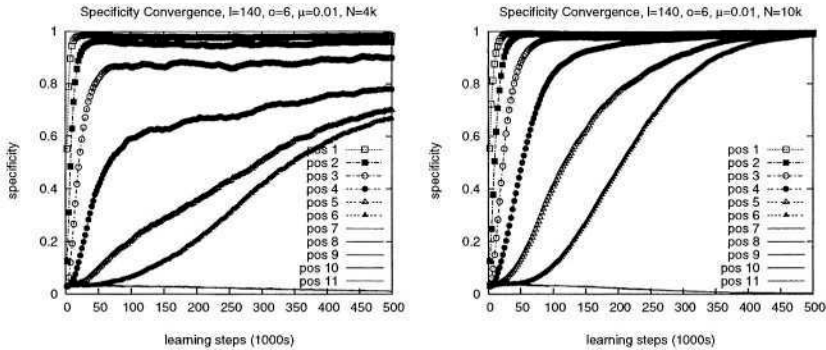 Specificity Convergence, l=140, o=6, μ=0.01, N=4k
specificity
1
0.8
0.6
0.4
0.2
0
0 50 100 150 200 250 300 350 400 450 500
learning steps (1000s)
pos 1
pos 2
pos 3
pos 4
pos 5
pos 6
pos 7
pos 8
pos 9
pos 10
pos 11
Specificity Convergence, l=140, o=6, μ=0.01, N=10k
specificity
1
0.8
0.6
0.4
0.2
0
0 50 100 150 200 250 300 350 400 450 500
learning steps (1000s)
pos 1
pos 2
pos 3
pos 4
pos 5
pos 6
pos 7
pos 8
pos 9
pos 10
pos 11